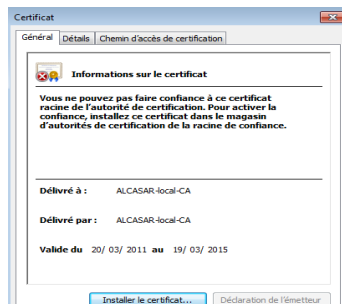 Certificat
Général Détails Chemin d'accès de certification
Informations sur le certificat
Vous ne pouvez pas faire confiance à ce certificat
racine de l'autorité de certification. Pour activer la
confiance, installez ce certificat dans le magasin
d'autorités de certification de la racine de confiance.
Délivré à : ALCASAR-local-CA
Délivré par : ALCASAR-local-CA
Valide du 20/ 03/ 2011 au 19/ 03/ 2015
Installer le certificat... Déclaration de l'émetteur